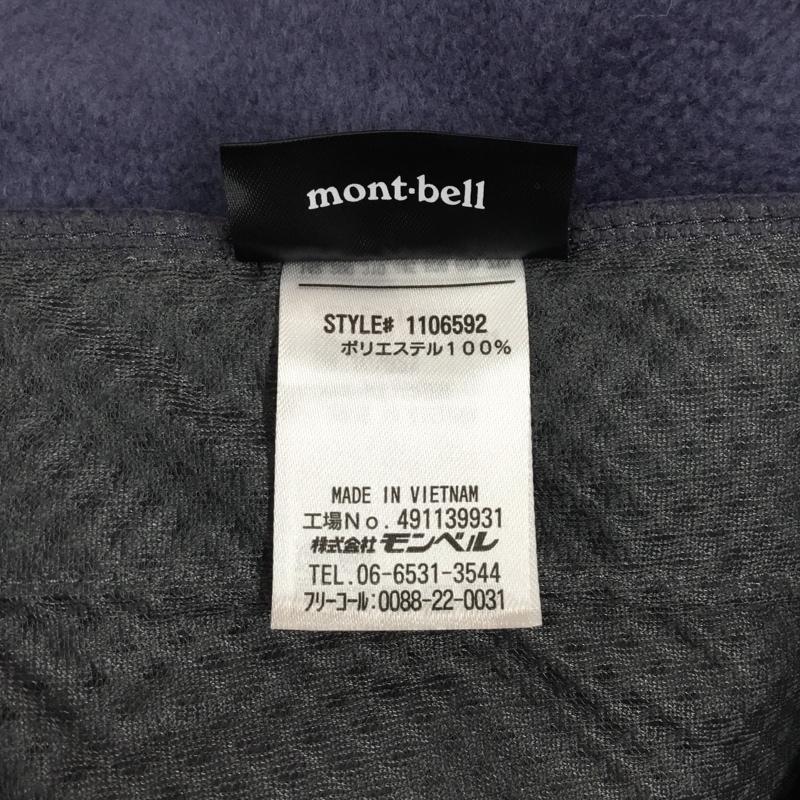 mont-bell
STYLE# 1106592
ポリエステル100%
MADE IN VIETNAM
工場No.491139931
株式会社モンベル
TEL.06-6531-3544
フリーコール:0088-22-0031